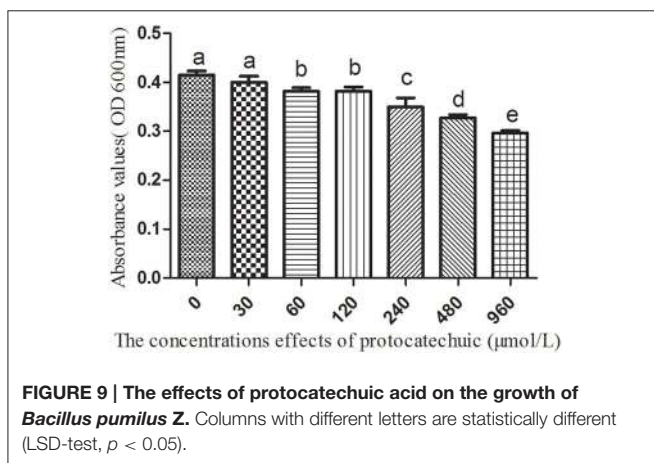 0.5
0.4
0.3
0.2
0.1
0.0
Absorbance values( OD 600nm)
a a b b c d e
0 30 60 120 240 480 960
The concentrations effects of protocatechuic (μmol/L)
FIGURE 9 | The effects of protocatechuic acid on the growth of
Bacillus pumilus Z. Columns with different letters are statistically different
(LSD-test, p < 0.05).